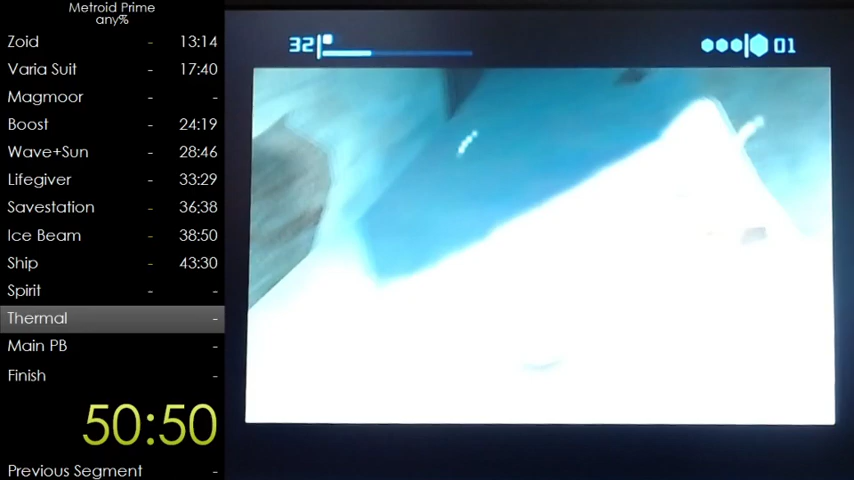 Metroid Prime
any%
Zoid - 13:14
Varia Suit - 17:40
Magmoor - -
Boost - 24:19
Wave+Sun - 28:46
Lifegiver - 33:29
Savestation - 36:38
Ice Beam - 38:50
Ship - 43:30
Spirit - -
Thermal -
Main PB -
Finish -
50:50
Previous Segment -
32
01